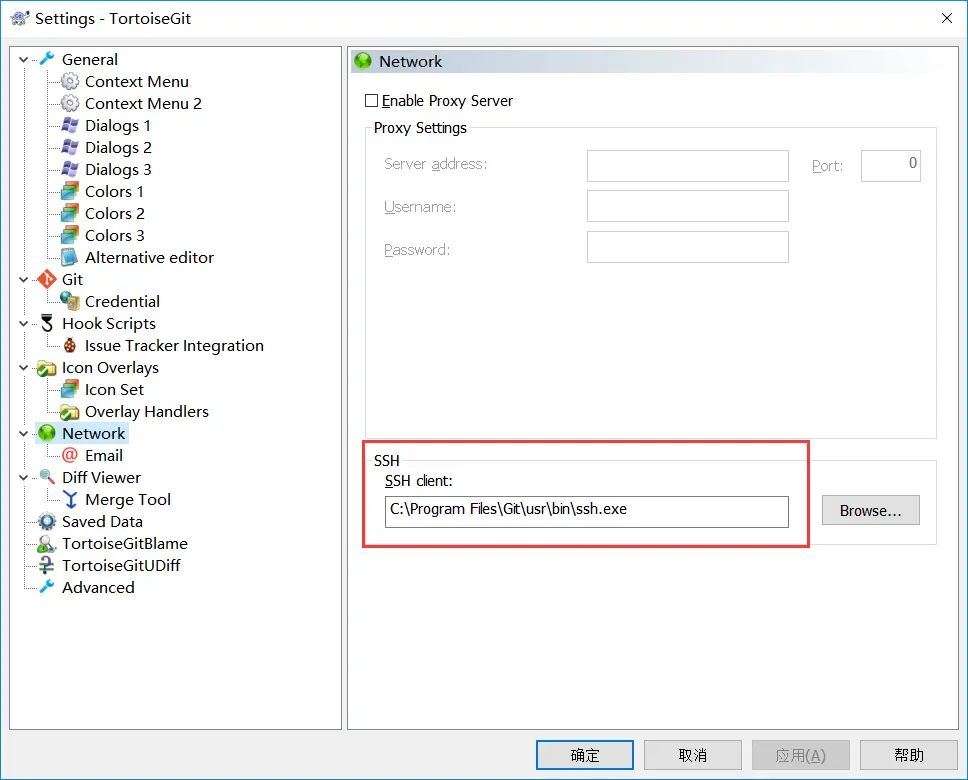 Settings - TortoiseGit
General
Context Menu
Context Menu 2
Dialogs 1
Dialogs 2
Dialogs 3
Colors 1
Colors 2
Colors 3
Alternative editor
Git
Credential
Hook Scripts
Issue Tracker Integration
Icon Overlays
Icon Set
Overlay Handlers
Network
Email
Diff Viewer
Merge Tool
Saved Data
TortoiseGitBlame
TortoiseGitUDiff
Advanced
Network
Enable Proxy Server
Proxy Settings
Server address: Port: 0
Username:
Password:
SSH
SSH client:
C:\Program Files\Git\usr\bin\ssh.exe Browse...
确定 取消 应用(A) 帮助